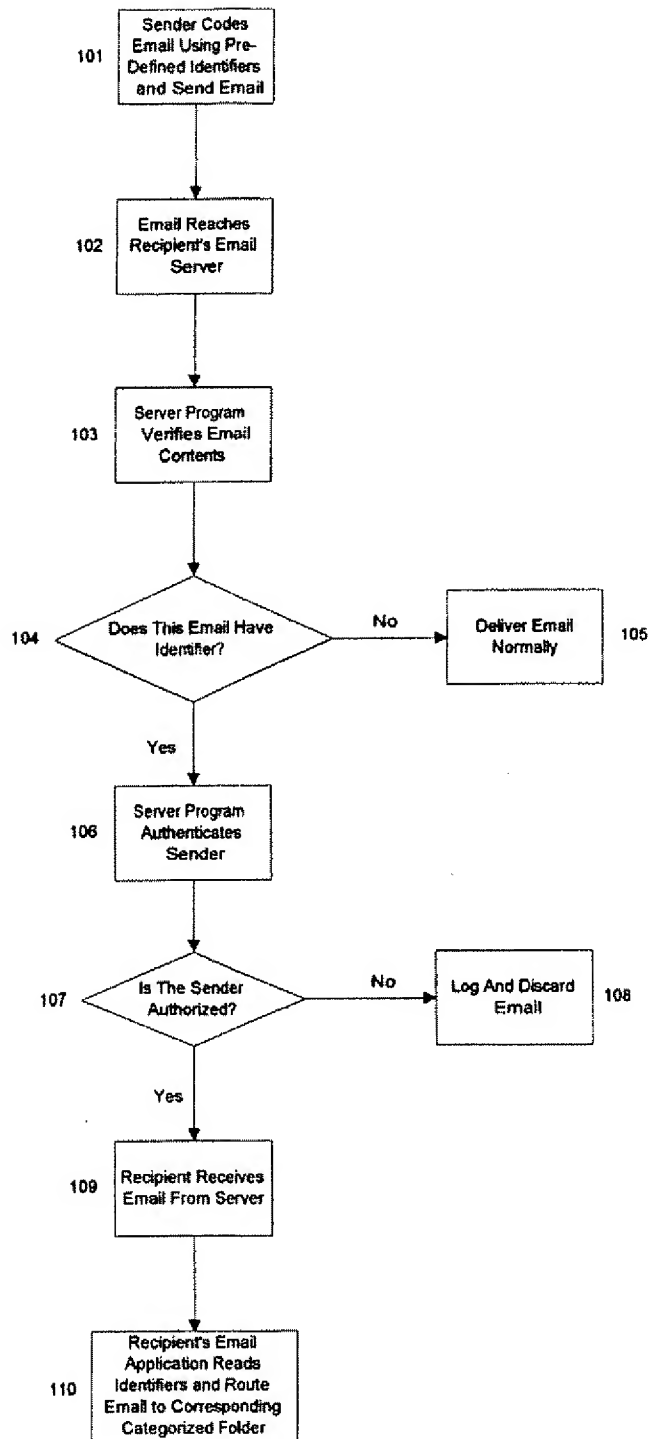 101
Sender Codes
Email Using Pre-
Defined Identifiers
and Send Email
102
Email Reaches
Recipient's Email
Server
103
Server Program
Verifies Email
Contents
104
Does This Email Have
Identifier?
No
Deliver Email
Normally
105
Yes
106
Server Program
Authenticates
Sender
107
Is The Sender
Authorized?
No
Log And Discard
Email
108
Yes
109
Recipient Receives
Email From Server
110
Recipient's Email
Application Reads
Identifiers and Route
Email to Corresponding
Categorized Folder